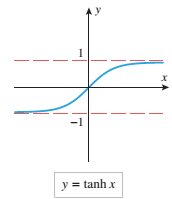 y
1
x
−1
y = tanh x